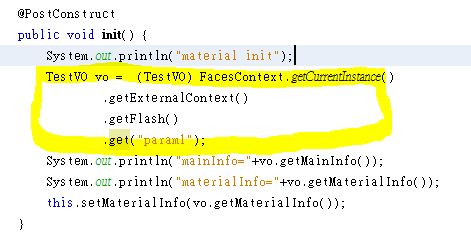 @PostConstruct
public void init() {
System.out.println("material init");
TestVO vo = (TestVO) FacesContext.getCurrentInstance()
.getExternalContext()
.getFlash()
.get("param1");
System.out.println("mainInfo="+vo.getMainInfo());
System.out.println("materialInfo="+vo.getMaterialInfo());
this.setMaterialInfo(vo.getMaterialInfo());
}